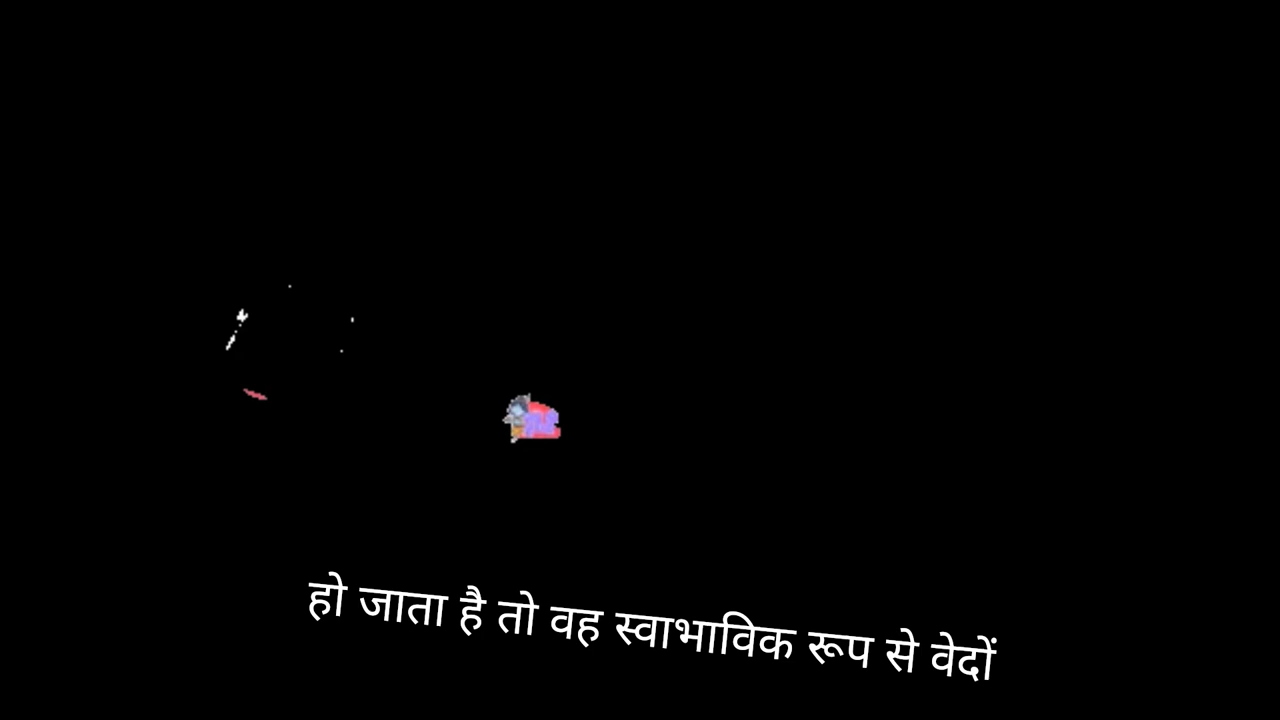 हो जाता है तो वह स्वाभाविक रूप से वेदों